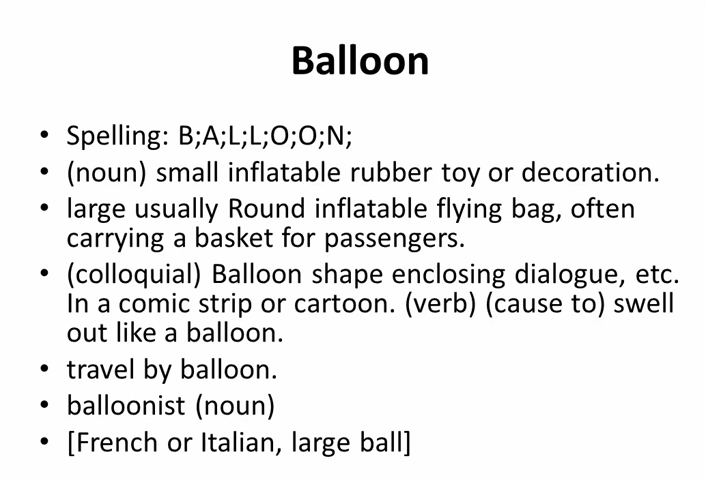 Balloon
• Spelling: B;A;L;L;O;O;N;
• (noun) small inflatable rubber toy or decoration.
• large usually Round inflatable flying bag, often
carrying a basket for passengers.
• (colloquial) Balloon shape enclosing dialogue, etc.
In a comic strip or cartoon. (verb) (cause to) swell
out like a balloon.
• travel by balloon.
• balloonist (noun)
• [French or Italian, large ball]